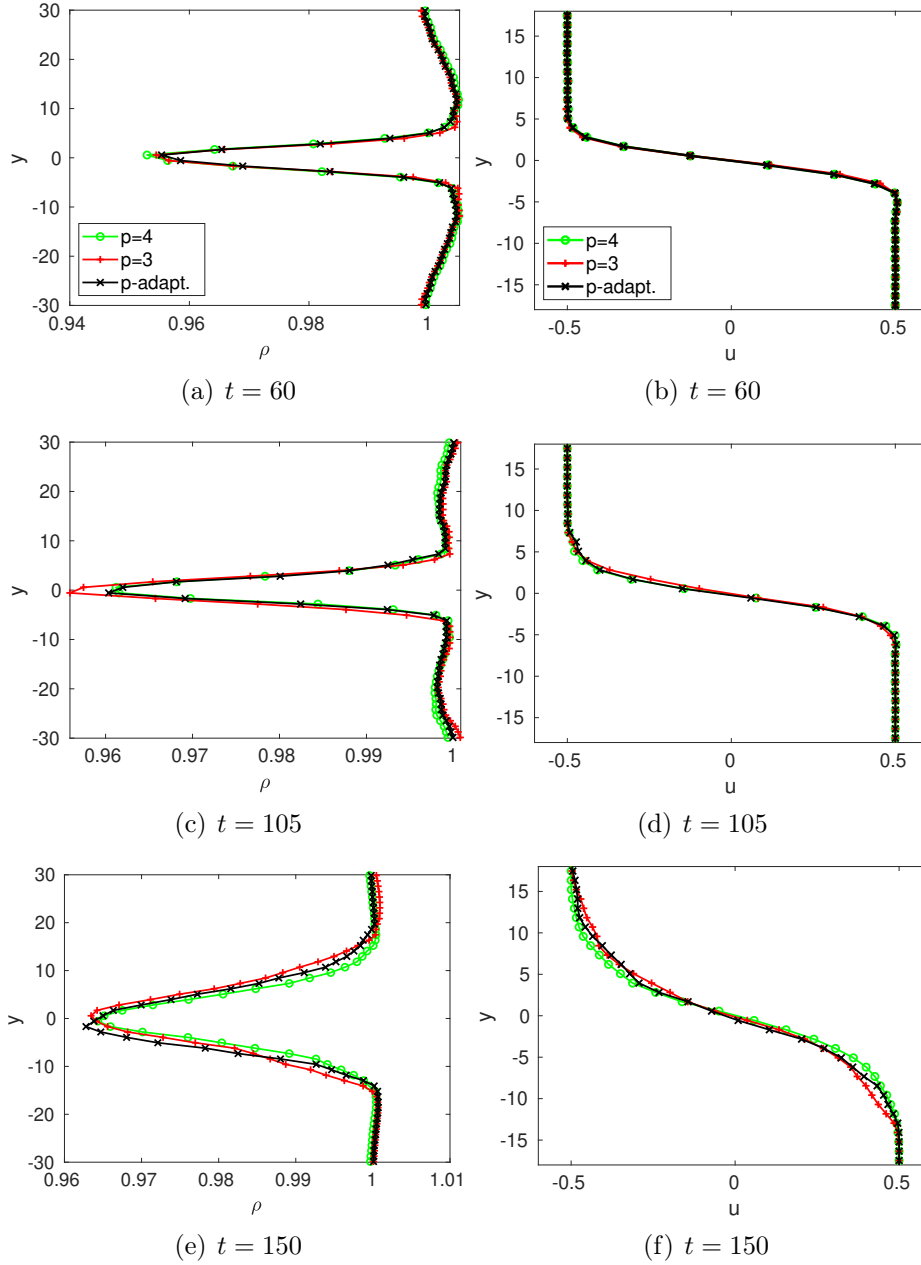 30
20
10
0
-10
-20
-30
y
p=4
p=3
p-adapt.
0.94 0.96 0.98 1
ρ
(a) t = 60
15
10
5
0
-5
-10
-15
y
p=4
p=3
p-adapt.
-0.5 0 0.5
u
(b) t = 60
30
20
10
0
-10
-20
-30
y
0.96 0.97 0.98 0.99 1
ρ
(c) t = 105
15
10
5
0
-5
-10
-15
y
-0.5 0 0.5
u
(d) t = 105
30
20
10
0
-10
-20
-30
y
0.96 0.97 0.98 0.99 1 1.01
ρ
(e) t = 150
15
10
5
0
-5
-10
-15
y
-0.5 0 0.5
u
(f) t = 150